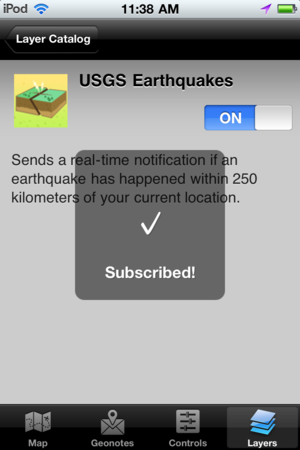 iPod 11:38 AM
Layer Catalog
USGS Earthquakes
ON
Sends a real-time notification if an
earthquake has happened within 250
kilometers of your current location.
Subscribed!
Map Geonotes Controls Layers